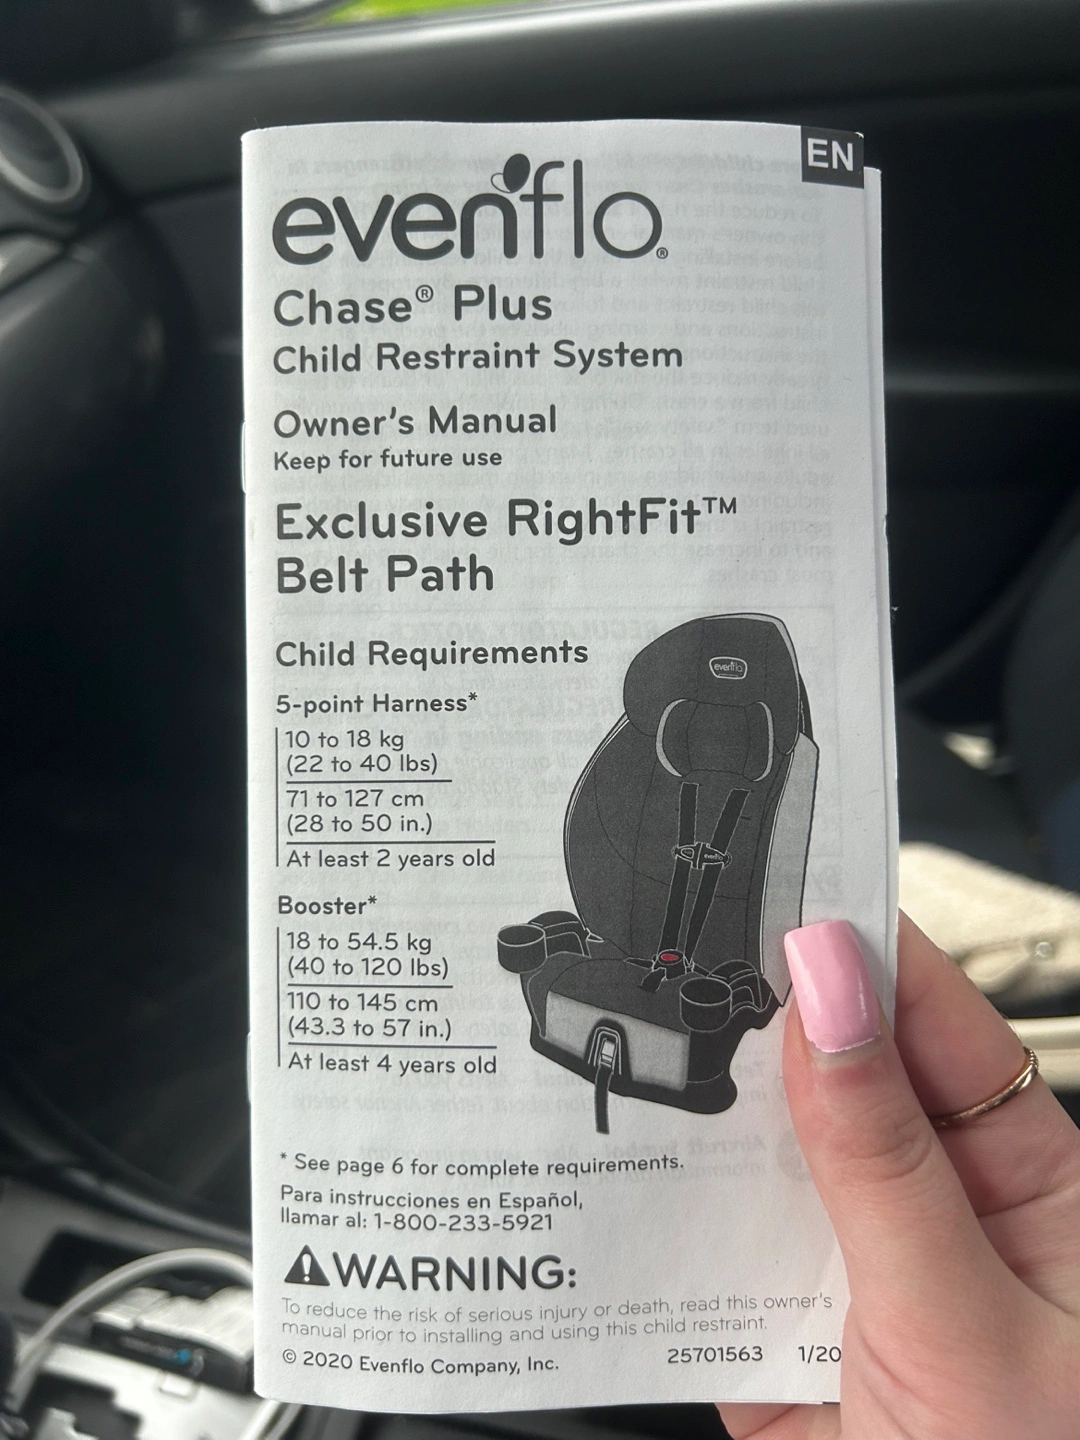 EN
evenflo®
Chase® Plus
Child Restraint System
Owner's Manual
Keep for future use
Exclusive RightFit™
Belt Path
Child Requirements
5-point Harness*
10 to 18 kg
(22 to 40 lbs)
71 to 127 cm
(28 to 50 in.)
At least 2 years old
Booster*
18 to 54.5 kg
(40 to 120 lbs)
110 to 145 cm
(43.3 to 57 in.)
At least 4 years old
evenflo
evenflo
* See page 6 for complete requirements.
Para instrucciones en Español,
llamar al: 1-800-233-5921
⚠WARNING:
To reduce the risk of serious injury or death, read this owner's
manual prior to installing and using this child restraint.
© 2020 Evenflo Company, Inc. 25701563 1/20